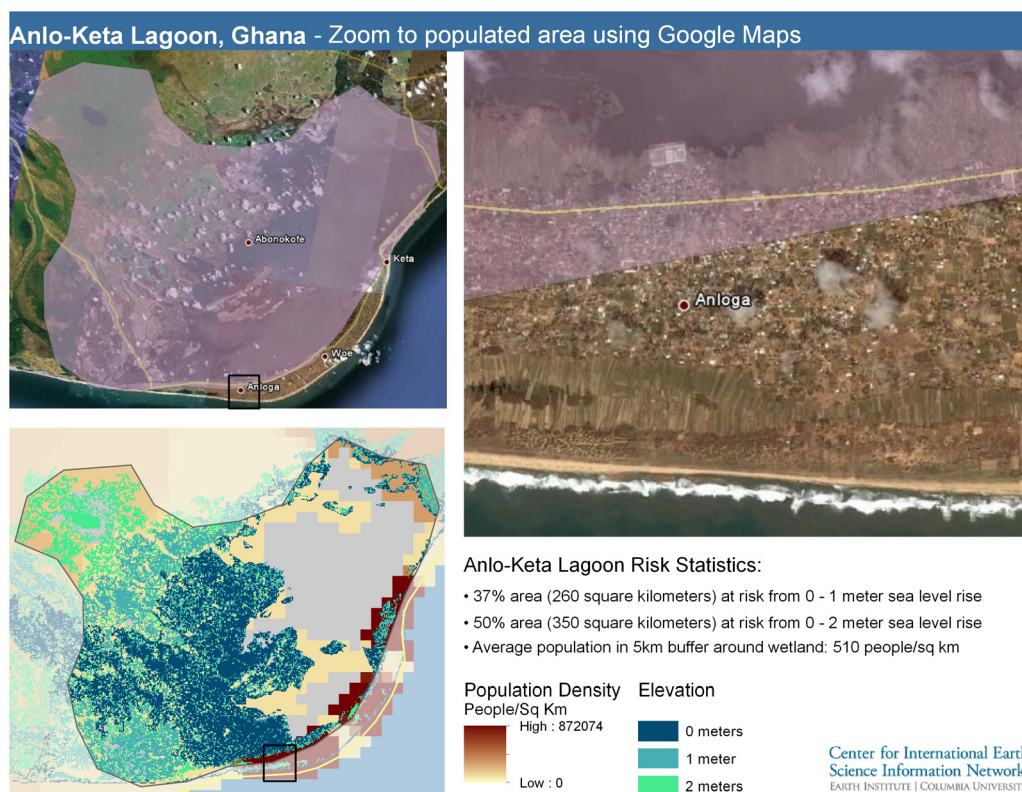 Anlo-Keta Lagoon, Ghana - Zoom to populated area using Google Maps
Abonokofe
Keta
Woe
Anloga
Anloga
Anlo-Keta Lagoon Risk Statistics:
• 37% area (260 square kilometers) at risk from 0 - 1 meter sea level rise
• 50% area (350 square kilometers) at risk from 0 - 2 meter sea level rise
• Average population in 5km buffer around wetland: 510 people/sq km
Population Density
People/Sq Km
High : 872074
Low : 0
Elevation
0 meters
1 meter
2 meters
Center for International Earth
Science Information Network
EARTH INSTITUTE | COLUMBIA UNIVERSIT